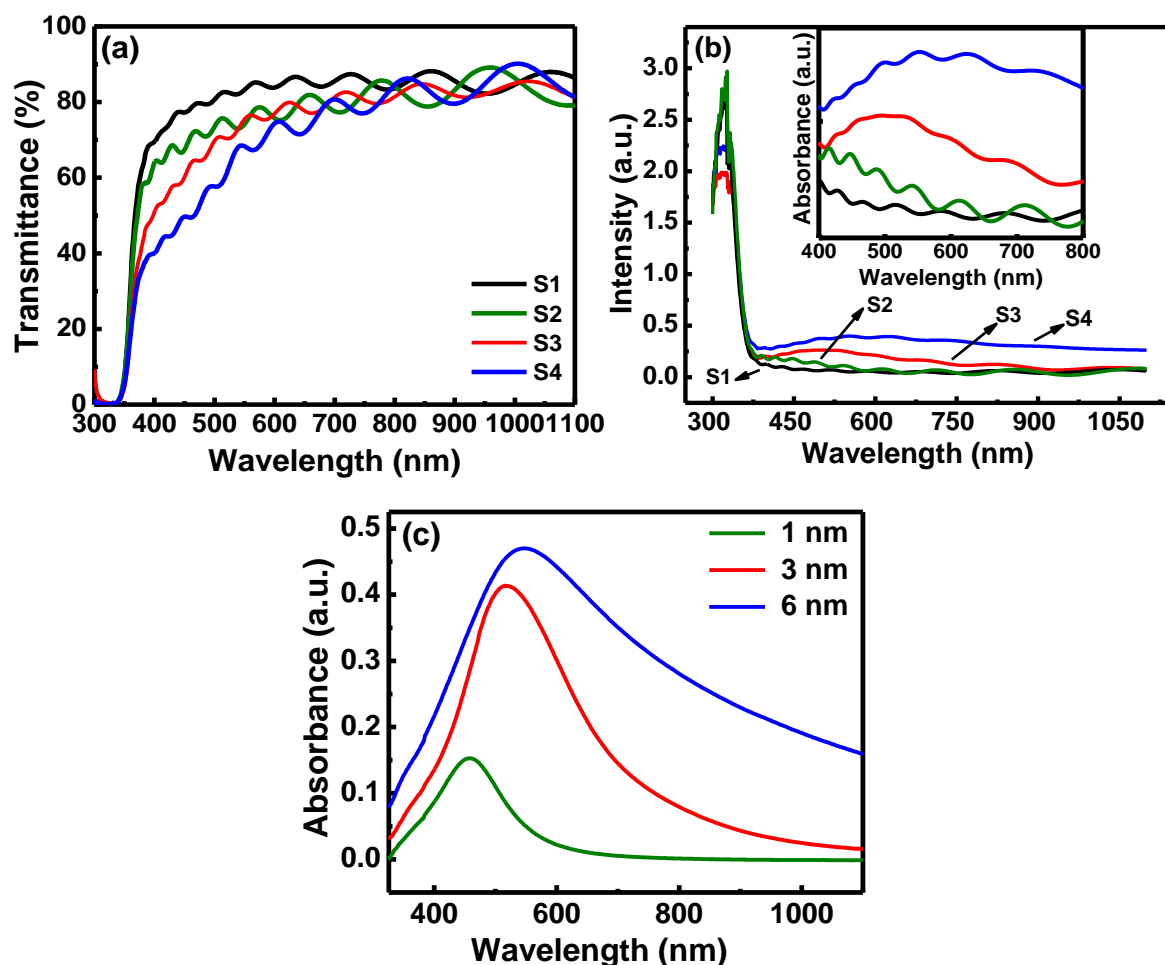 (a)
Transmittance (%)
100
80
60
40
20
0
300 400 500 600 700 800 900 1000 1100
Wavelength (nm)
S1
S2
S3
S4
(b)
Intensity (a.u.)
3.0
2.5
2.0
1.5
1.0
0.5
0.0
300 450 600 750 900 1050
Wavelength (nm)
S1
S2
S3
S4
Absorbance (a.u.)
400 500 600 700 800
Wavelength (nm)
(c)
Absorbance (a.u.)
0.5
0.4
0.3
0.2
0.1
0.0
400 600 800 1000
Wavelength (nm)
1 nm
3 nm
6 nm